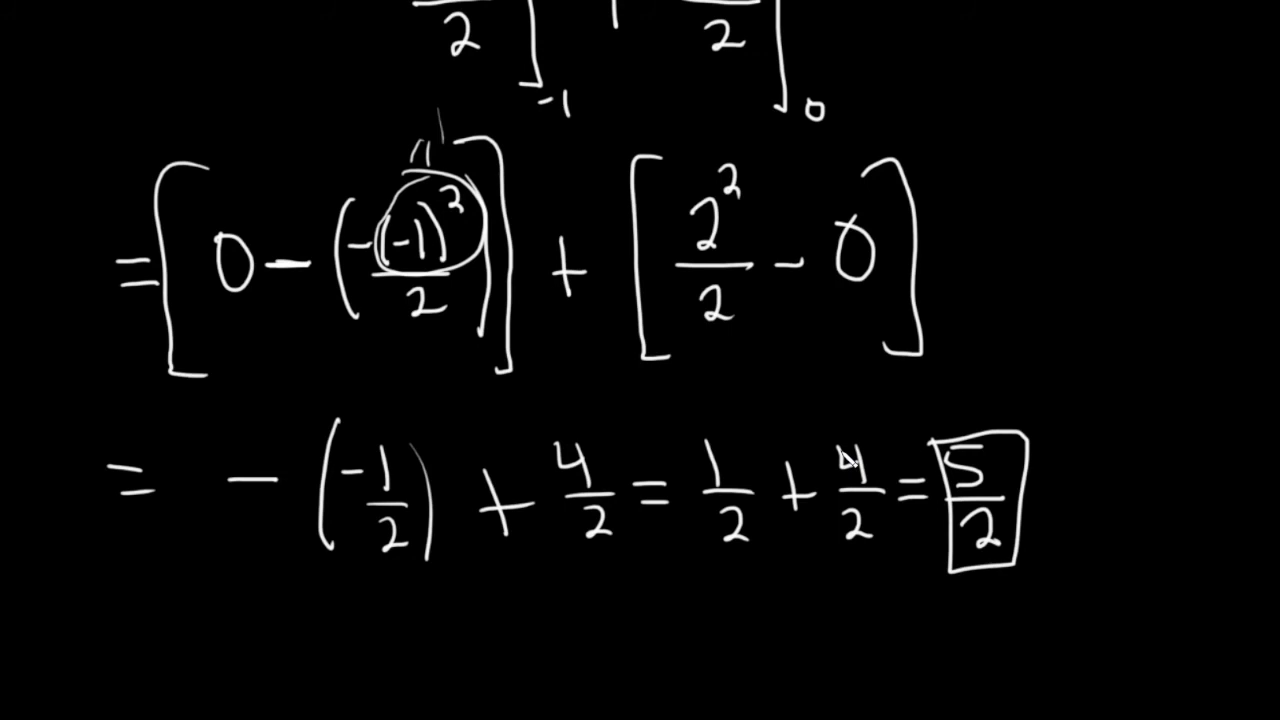 2 ]₋₁ 2 ]₀
= [ 0 - ( -(-1)² / 2 ) ] + [ 2² / 2 - 0 ]
= - ( -1 / 2 ) + 4 / 2 = 1 / 2 + 4 / 2 = 5 / 2